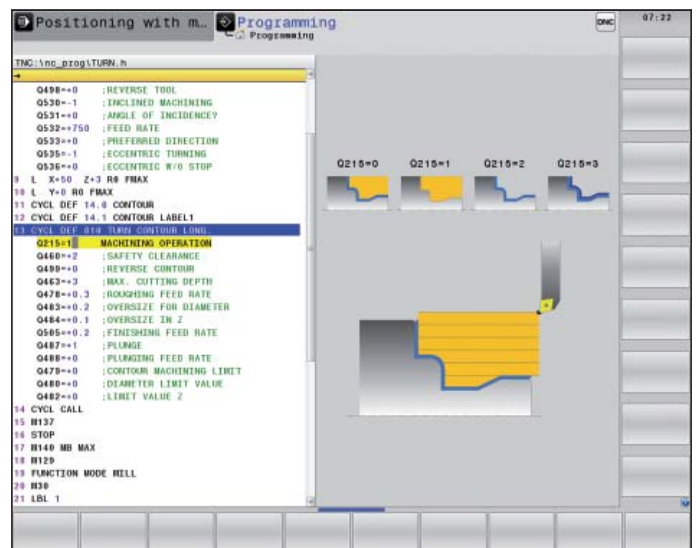 Positioning with m… Programming DNC 07:22
Programming
TNC:\nc_prog\TURN.h
→
Q498=+0 ;REVERSE TOOL
Q530=-1 ;INCLINED MACHINING
Q531=+0 ;ANGLE OF INCIDENCE?
Q532=+750 ;FEED RATE
Q533=+0 ;PREFERRED DIRECTION
Q535=-1 ;ECCENTRIC TURNING
Q536=+0 ;ECCENTRIC W/O STOP
9 L X+50 Z+3 R0 FMAX
10 L Y+0 R0 FMAX
11 CYCL DEF 14.0 CONTOUR
12 CYCL DEF 14.1 CONTOUR LABEL1
13 CYCL DEF 810 TURN CONTOUR LONG.
Q215=1 MACHINING OPERATION
Q460=+2 ;SAFETY CLEARANCE
Q499=+0 ;REVERSE CONTOUR
Q463=+3 ;MAX. CUTTING DEPTH
Q478=+0.3 ;ROUGHING FEED RATE
Q483=+0.2 ;OVERSIZE FOR DIAMETER
Q484=+0.1 ;OVERSIZE IN Z
Q505=+0.2 ;FINISHING FEED RATE
Q487=+1 ;PLUNGE
Q488=+0 ;PLUNGING FEED RATE
Q479=+0 ;CONTOUR MACHINING LIMIT
Q480=+0 ;DIAMETER LIMIT VALUE
Q482=+0 ;LIMIT VALUE Z
14 CYCL CALL
15 M137
16 STOP
17 M140 MB MAX
18 M129
19 FUNCTION MODE MILL
20 M30
21 LBL 1
Q215=0 Q215=1 Q215=2 Q215=3